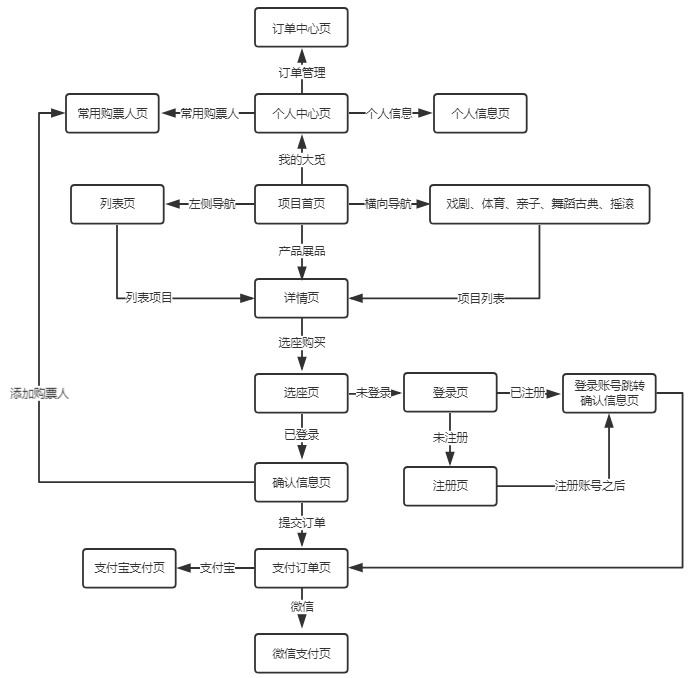 订单中心页
订单管理
常用购票人页
常用购票人
个人中心页
个人信息
个人信息页
我的大觅
列表页
左侧导航
项目首页
横向导航
戏剧、体育、亲子、舞蹈古典、摇滚
产品展品
列表项目
详情页
项目列表
选座购买
添加购票人
选座页
未登录
登录页
已注册
登录账号跳转
确认信息页
已登录
未注册
确认信息页
注册页
注册账号之后
提交订单
支付宝支付页
支付宝
支付订单页
微信
微信支付页